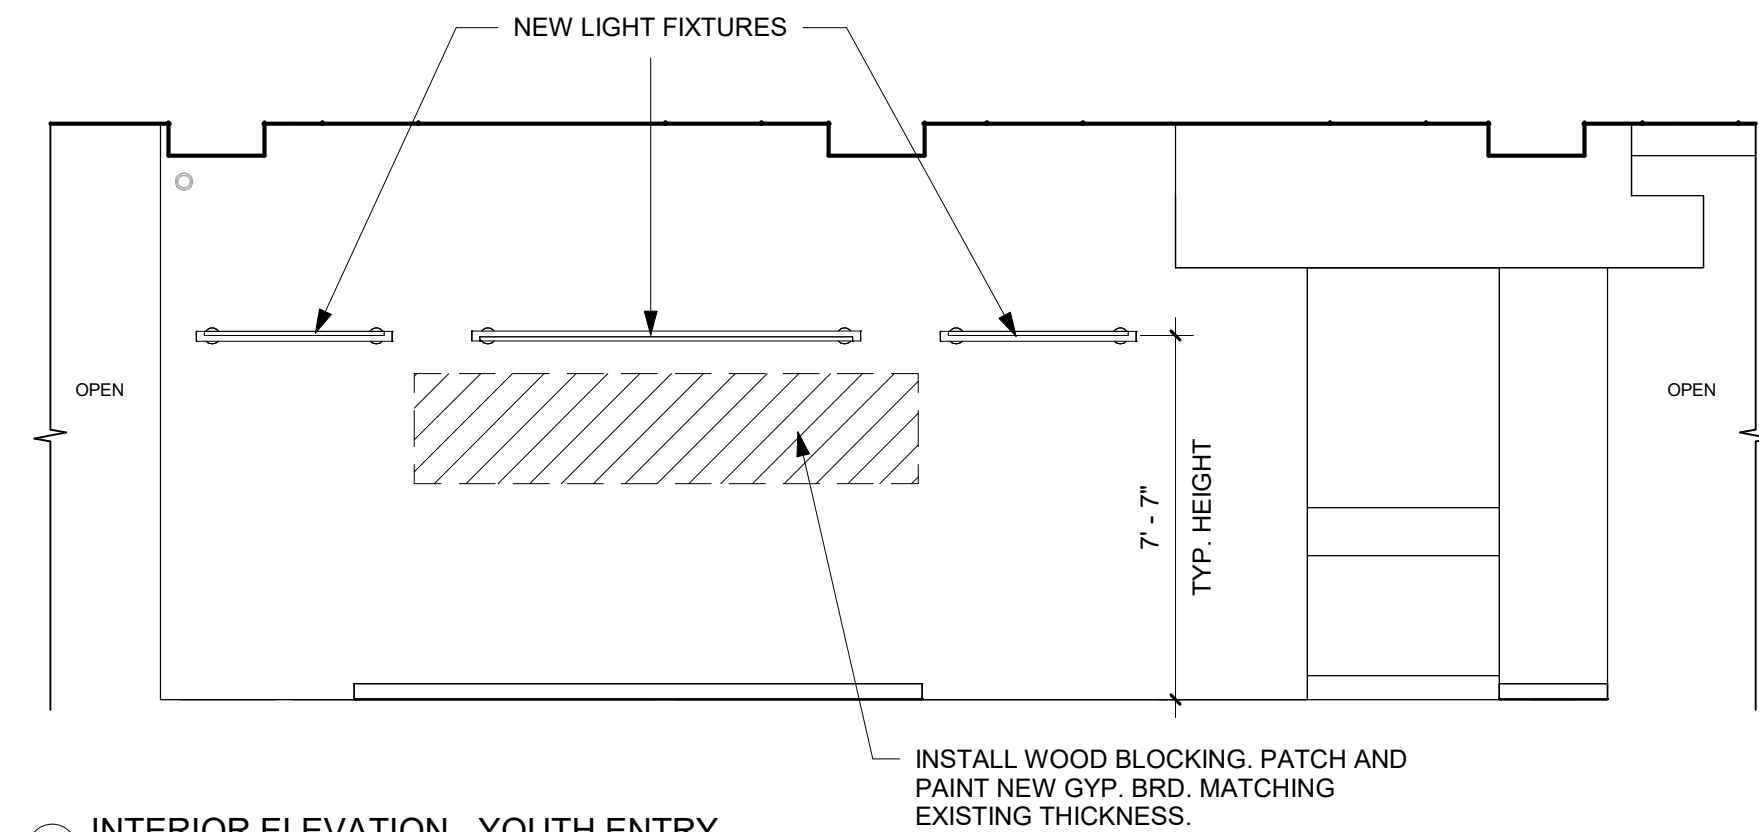 NEW LIGHT FIXTURES
OPEN
OPEN
7' - 7"
TYP. HEIGHT
INSTALL WOOD BLOCKING. PATCH AND
PAINT NEW GYP. BRD. MATCHING
EXISTING THICKNESS.
INTERIOR ELEVATION - YOUTH ENTRY